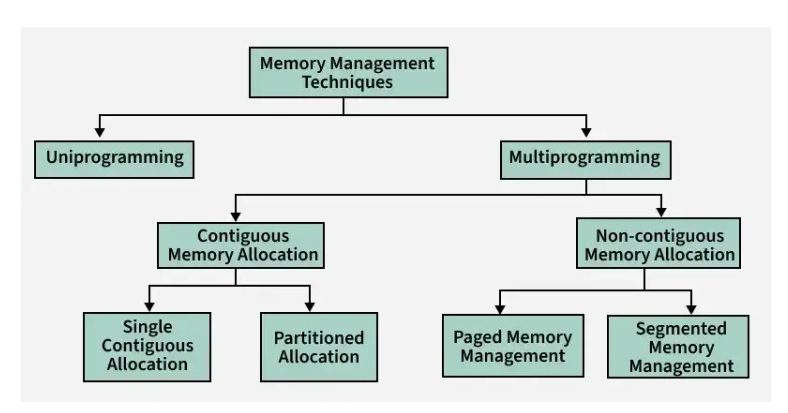 Memory Management
Techniques
Uniprogramming
Multiprogramming
Contiguous
Memory Allocation
Non-contiguous
Memory Allocation
Single
Contiguous
Allocation
Partitioned
Allocation
Paged Memory
Management
Segmented
Memory
Management